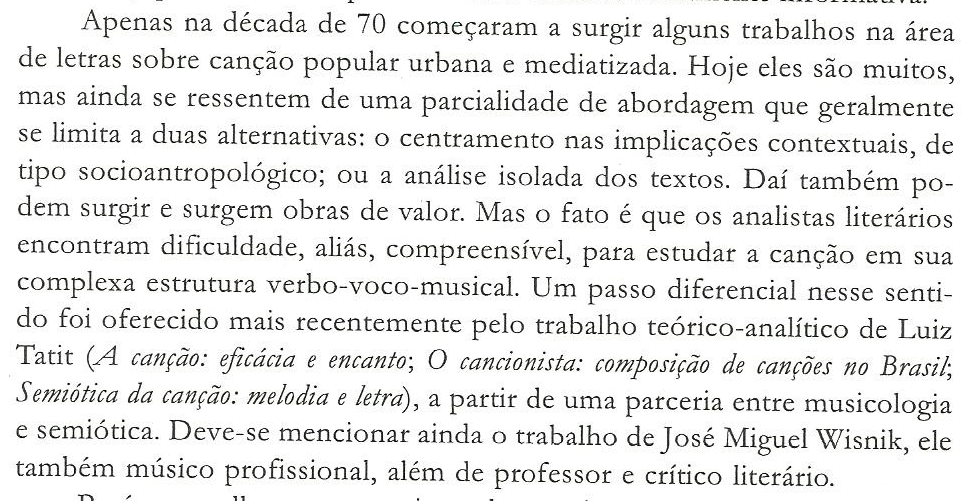 informativa.
Apenas na década de 70 começaram a surgir alguns trabalhos na área
de letras sobre canção popular urbana e mediatizada. Hoje eles são muitos,
mas ainda se ressentem de uma parcialidade de abordagem que geralmente
se limita a duas alternativas: o centramento nas implicações contextuais, de
tipo socioantropológico; ou a análise isolada dos textos. Daí também po-
dem surgir e surgem obras de valor. Mas o fato é que os analistas literários
encontram dificuldade, aliás, compreensível, para estudar a canção em sua
complexa estrutura verbo-voco-musical. Um passo diferencial nesse senti-
do foi oferecido mais recentemente pelo trabalho teórico-analítico de Luiz
Tatit (A canção: eficácia e encanto; O cancionista: composição de canções no Brasil;
Semiótica da canção: melodia e letra), a partir de uma parceria entre musicologia
e semiótica. Deve-se mencionar ainda o trabalho de José Miguel Wisnik, ele
também músico profissional, além de professor e crítico literário.